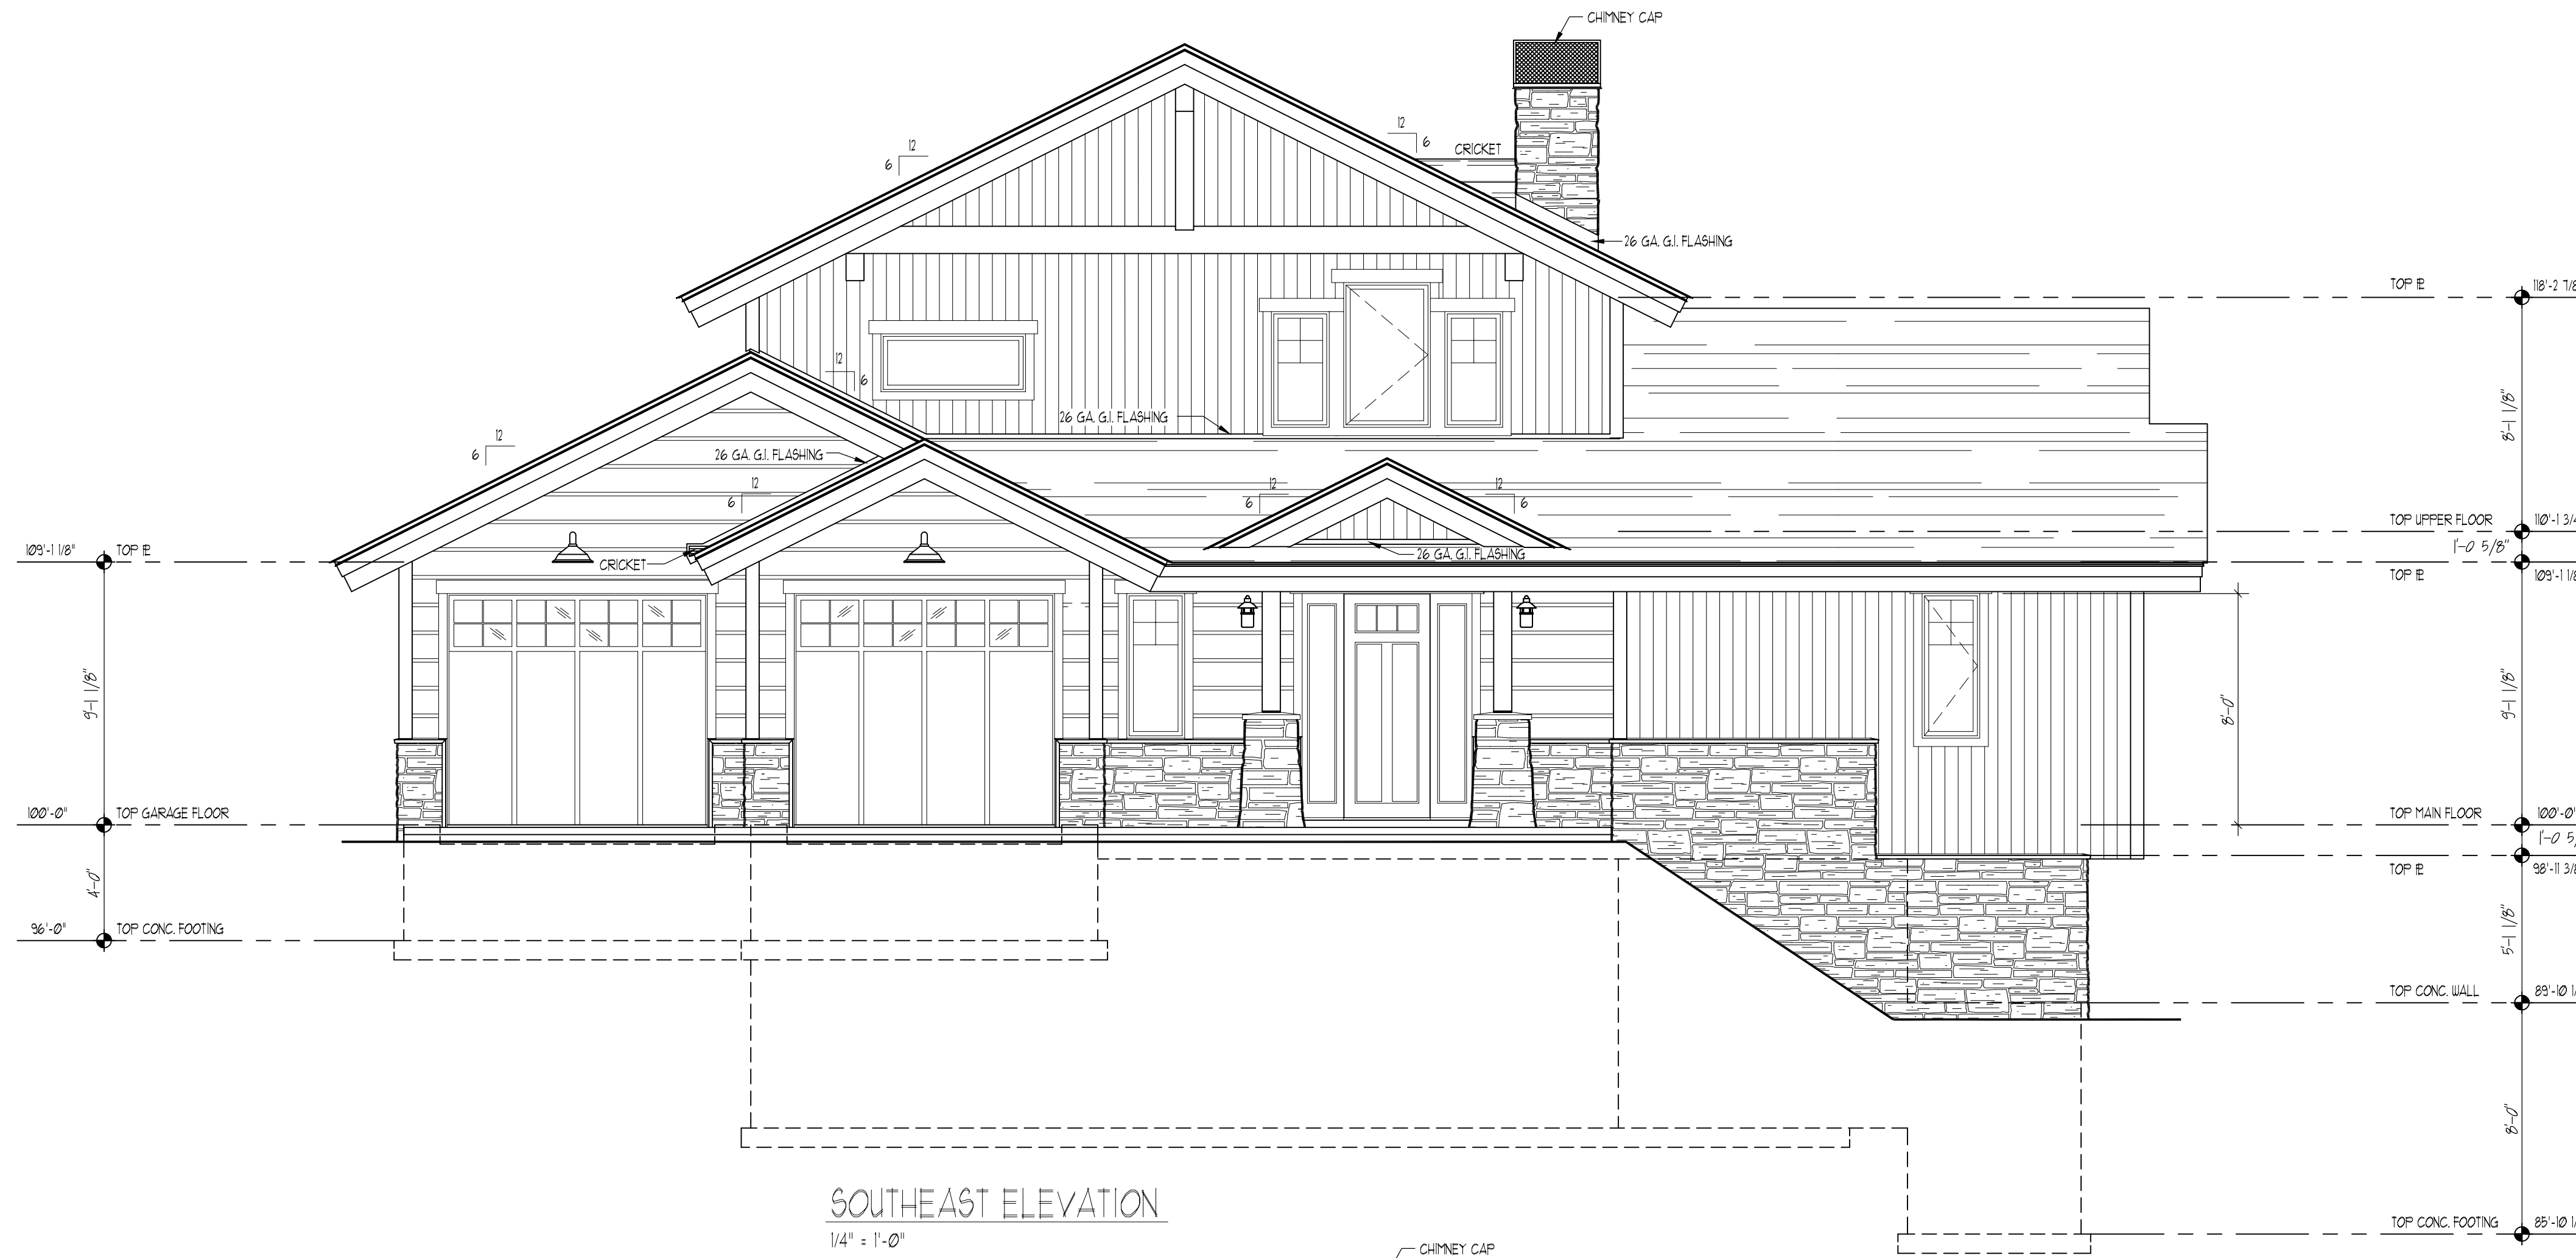 CHIMNEY CAP
12
6
12
6
CRICKET
26 GA. G.I. FLASHING
TOP PL
118'-2 7/8
8'-1 1/8"
12
6
26 GA. G.I. FLASHING
12
6
26 GA. G.I. FLASHING
12
6
12
6
12
6
26 GA. G.I. FLASHING
CRICKET
109'-1 1/8"
TOP PL
TOP UPPER FLOOR
110'-1 3/4
1'-0 5/8"
TOP PL
109'-1 1/8
9'-1 1/8"
8'-0"
9'-1 1/8"
100'-0"
TOP GARAGE FLOOR
TOP MAIN FLOOR
100'-0"
1'-0 5/
TOP PL
98'-11 3/8
4'-0"
96'-0"
TOP CONC. FOOTING
5'-1 1/8"
TOP CONC. WALL
89'-10 1/
8'-0"
TOP CONC. FOOTING
85'-10 1/
SOUTHEAST ELEVATION
1/4" = 1'-0"
CHIMNEY CAP